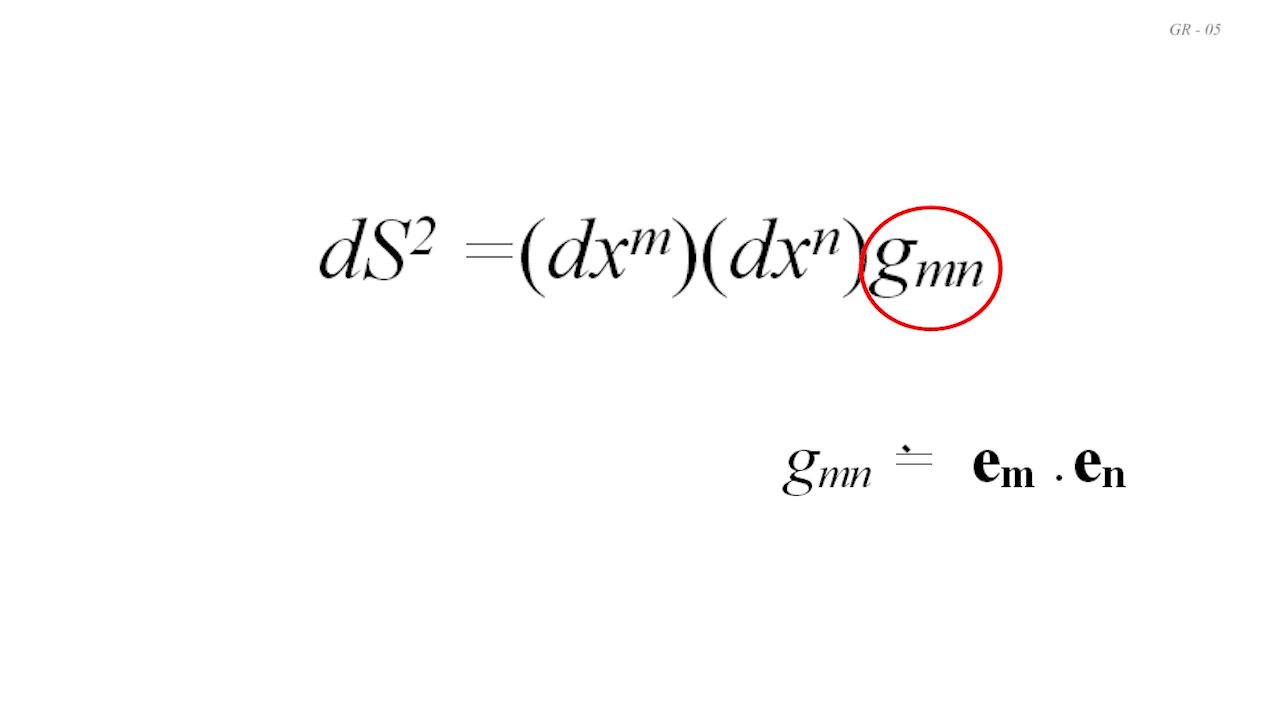 GR - 05
dS² =(dxᵐ)(dxⁿ)gₘₙ
gₘₙ ≐ eₘ . eₙ